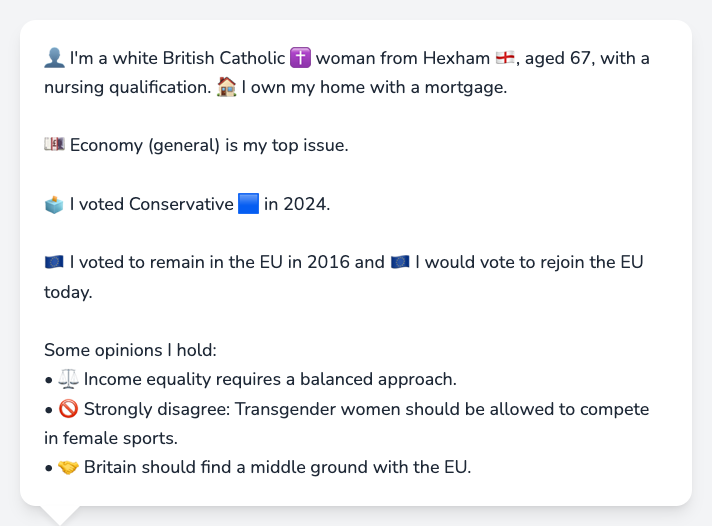 👤 I'm a white British Catholic ✝️ woman from Hexham 🏴󠁧󠁢󠁥󠁮󠁧󠁿, aged 67, with a
nursing qualification. 🏠 I own my home with a mortgage.
💷 Economy (general) is my top issue.
🗳️ I voted Conservative 🟦 in 2024.
🇪🇺 I voted to remain in the EU in 2016 and 🇪🇺 I would vote to rejoin the EU
today.
Some opinions I hold:
• ⚖️ Income equality requires a balanced approach.
• 🚫 Strongly disagree: Transgender women should be allowed to compete
in female sports.
• 🤝 Britain should find a middle ground with the EU.